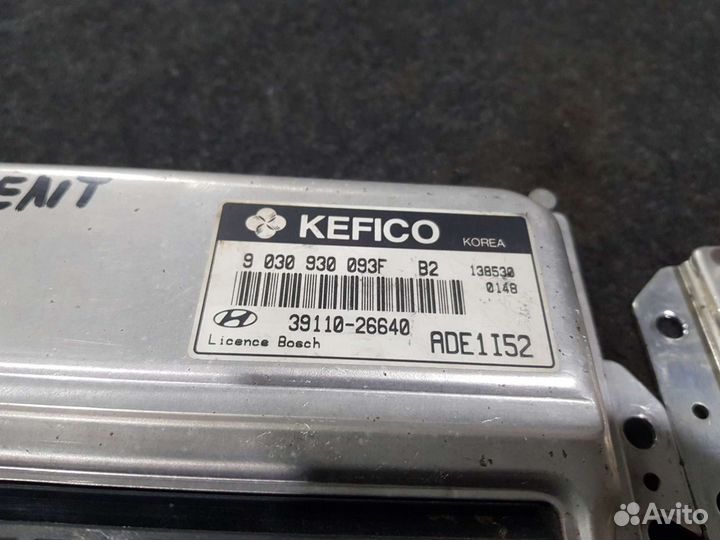 ENT
KEFICO
KOREA
9 030 930 093F B2 138530
0148
39110-26640
Licence Bosch
ADE1I52
Avito